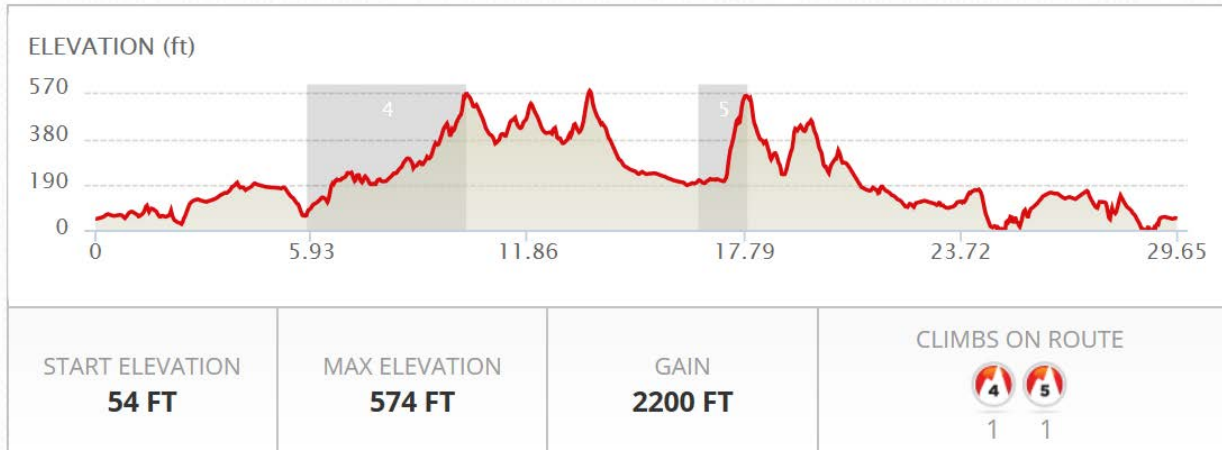 ELEVATION (ft)
570
4
5
380
190
0
0 5.93 11.86 17.79 23.72 29.65
START ELEVATION
54 FT
MAX ELEVATION
574 FT
GAIN
2200 FT
CLIMBS ON ROUTE
4 5
1 1